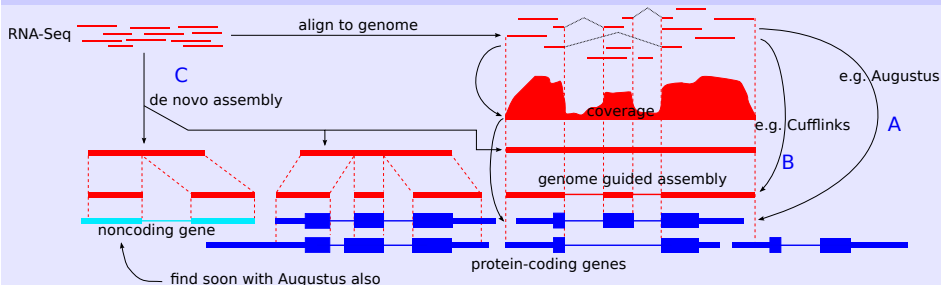 RNA-Seq
align to genome
C
de novo assembly
e.g. Augustus
coverage
e.g. Cufflinks
A
B
genome guided assembly
noncoding gene
protein-coding genes
find soon with Augustus also